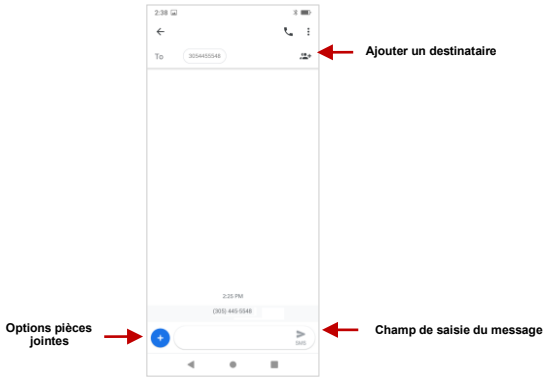 2:38
Ajouter un destinataire
To 3054455548
2:25 PM
(305) 445-5548
Options pièces
jointes
Champ de saisie du message
SMS